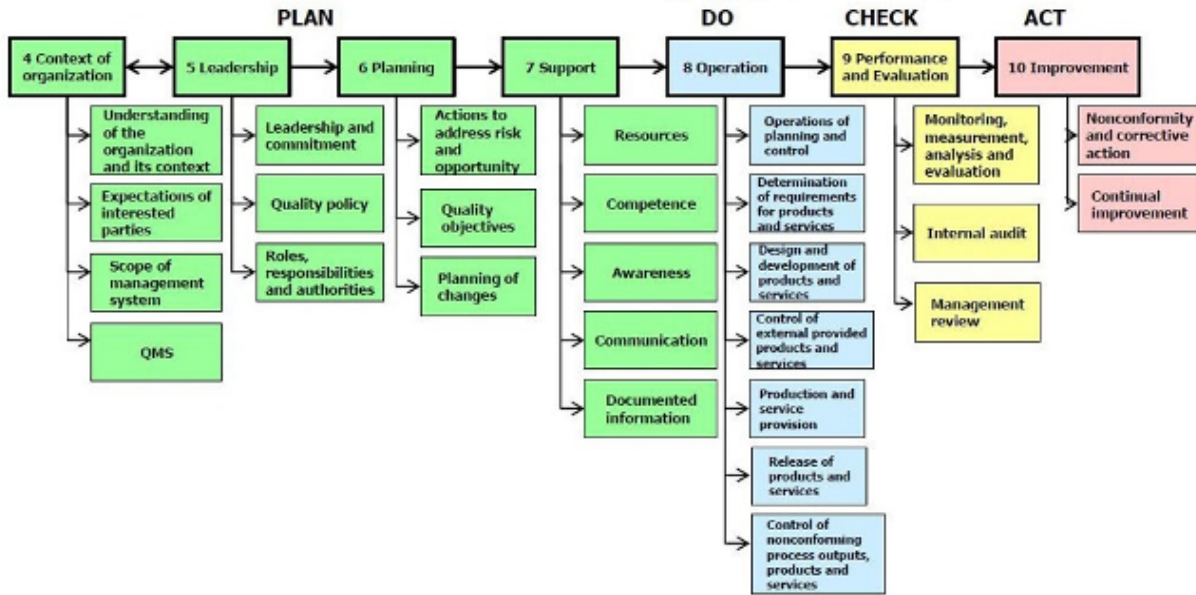 PLAN
DO
CHECK
ACT
4 Context of
organization
5 Leadership
6 Planning
7 Support
8 Operation
9 Performance
and Evaluation
10 Improvement
Understanding
of the
organization
and its context
Expectations of
interested
parties
Scope of
management
system
QMS
Leadership and
commitment
Quality policy
Roles,
responsibilities
and authorities
Actions to
address risk
and
opportunity
Quality
objectives
Planning of
changes
Resources
Competence
Awareness
Communication
Documented
information
Operations of
planning and
control
Determination
of requirements
for products
and services
Design and
development of
products and
services
Control of
external provided
products and
services
Production and
service
provision
Release of
products and
services
Control of
nonconforming
process outputs,
products and
services
Monitoring,
measurement,
analysis and
evaluation
Internal audit
Management
review
Nonconformity
and corrective
action
Continual
improvement